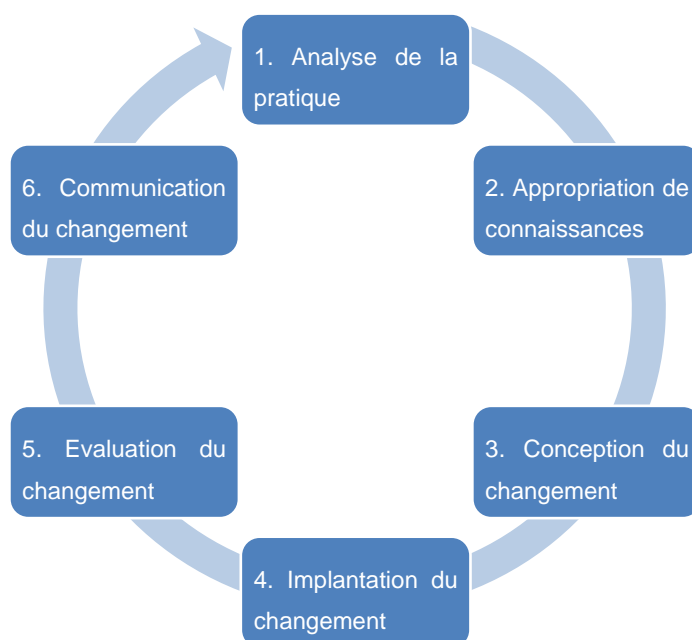 1. Analyse de la
pratique
2. Appropriation de
connaissances
3. Conception du
changement
4. Implantation du
changement
5. Evaluation du
changement
6. Communication
du changement